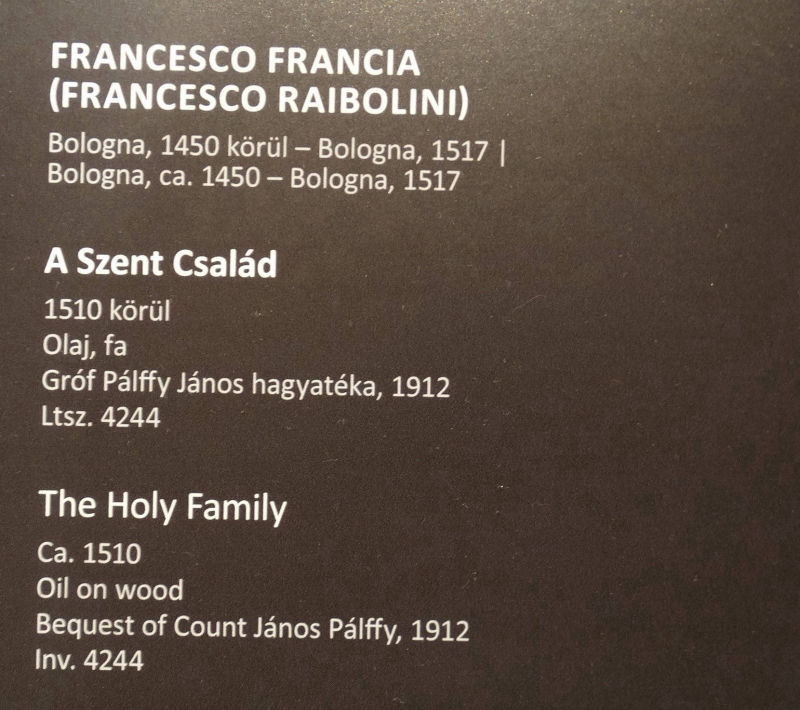 FRANCESCO FRANCIA
(FRANCESCO RAIBOLINI)
Bologna, 1450 körül – Bologna, 1517 |
Bologna, ca. 1450 – Bologna, 1517
A Szent Család
1510 körül
Olaj, fa
Gróf Pálffy János hagyatéka, 1912
Ltsz. 4244
The Holy Family
Ca. 1510
Oil on wood
Bequest of Count János Pálffy, 1912
Inv. 4244